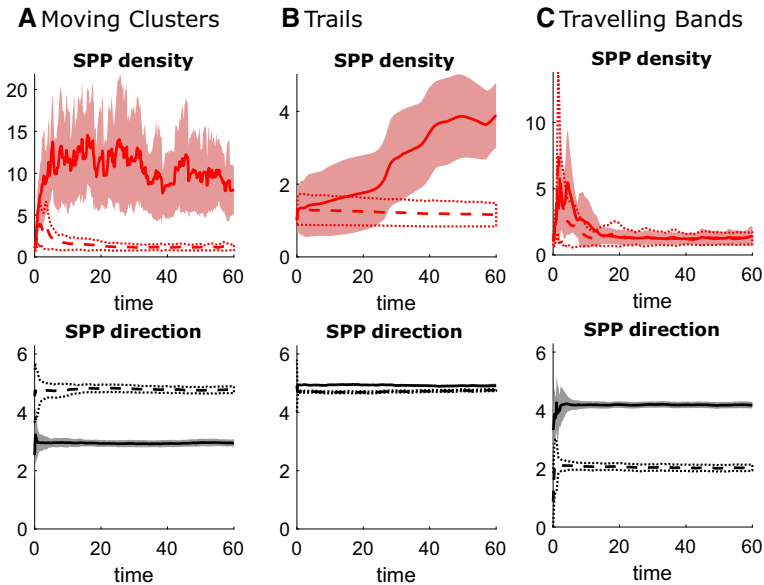 A Moving Clusters
SPP density
20
15
10
5
0
0 20 40 60
time
SPP direction
6
4
2
0
0 20 40 60
time
B Trails
SPP density
4
2
0
0 20 40 60
time
SPP direction
6
4
2
0
0 20 40 60
time
C Travelling Bands
SPP density
10
5
0
0 20 40 60
time
SPP direction
6
4
2
0
0 20 40 60
time